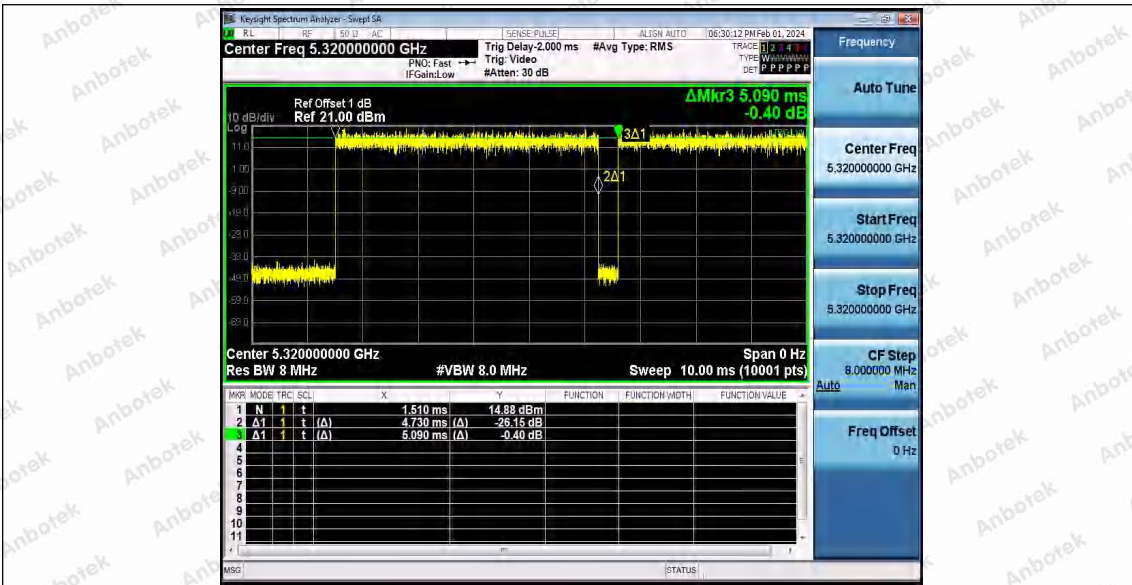 Keysight Spectrum Analyzer - Swept SA
RL RF 50 Ω AC SENSE:PULSE ALIGN AUTO 06:30:12 PM Feb 01, 2024
Center Freq 5.320000000 GHz
PNO: Fast
IFGain:Low
Trig Delay-2.000 ms
Trig: Video
#Atten: 30 dB
#Avg Type: RMS
TRACE 1 2 3 4 5 6
TYPE
DET P P P P P P
ΔMkr3 5.090 ms
-0.40 dB
Ref Offset 1 dB
10 dB/div Ref 21.00 dBm
Log
11.0
1.00
-9.00
-19.0
-29.0
-39.0
-49.0
-59.0
-69.0
1
2Δ1
3Δ1
Center 5.320000000 GHz Span 0 Hz
Res BW 8 MHz #VBW 8.0 MHz Sweep 10.00 ms (10001 pts)
MKR MODE TRC SCL X Y FUNCTION FUNCTION WIDTH FUNCTION VALUE
1 N 1 t 1.510 ms 14.88 dBm
2 Δ1 1 t (Δ) 4.730 ms (Δ) -26.15 dB
3 Δ1 1 t (Δ) 5.090 ms (Δ) -0.40 dB
4
5
6
7
8
9
10
11
MSG STATUS
Frequency
Auto Tune
Center Freq
5.320000000 GHz
Start Freq
5.320000000 GHz
Stop Freq
5.320000000 GHz
CF Step
8.000000 MHz
Auto Man
Freq Offset
0 Hz
Anbotek